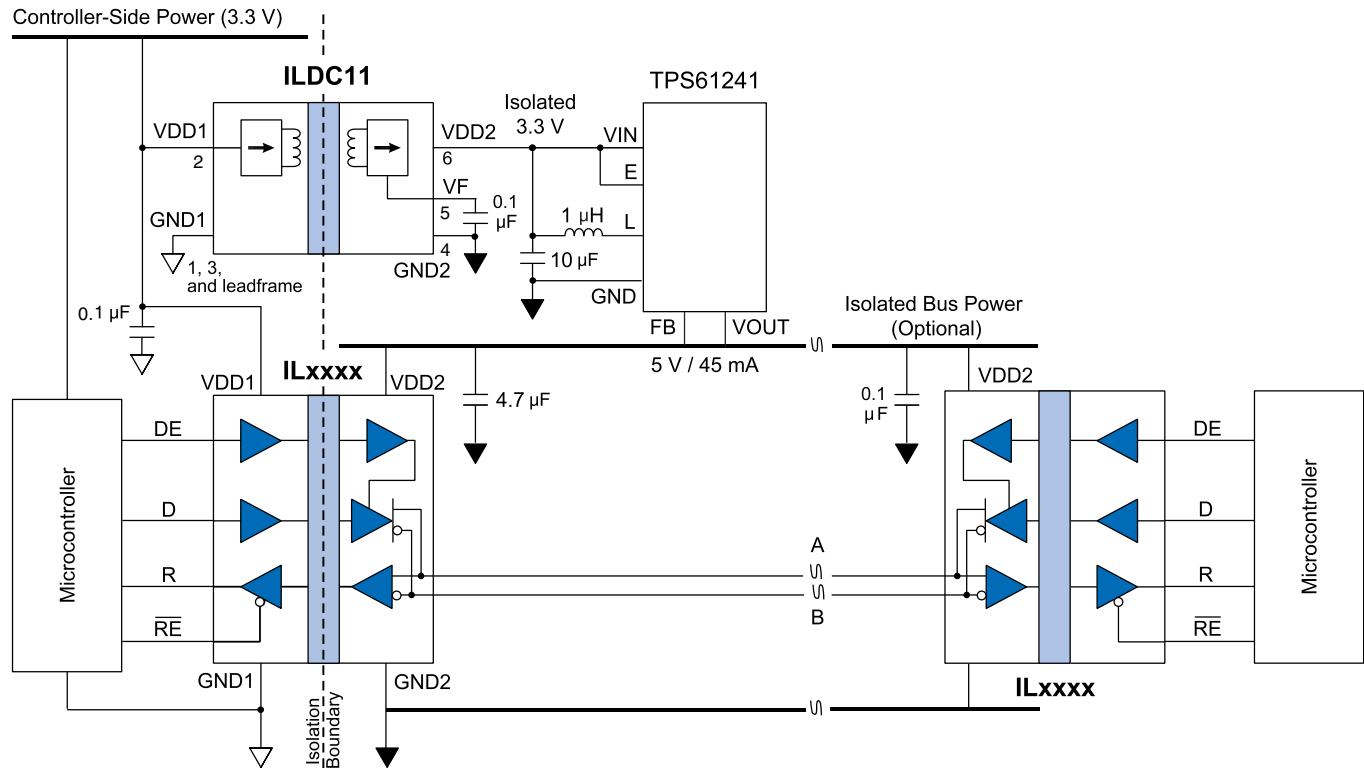 Controller-Side Power (3.3 V)
ILDC11
TPS61241
Isolated
3.3 V
VDD1
2
VDD2
6
VIN
E
VF
5
0.1
µF
GND1
1 µH
L
4
GND2
10 µF
1, 3,
and leadframe
GND
0.1 µF
FB
VOUT
Isolated Bus Power
(Optional)
5 V / 45 mA
ILxxxx
VDD1
VDD2
VDD2
4.7 µF
0.1
µF
DE
DE
D
D
Microcontroller
Microcontroller
A
R
R
B
RE
RE
GND1
GND2
ILxxxx
Isolation
Boundary